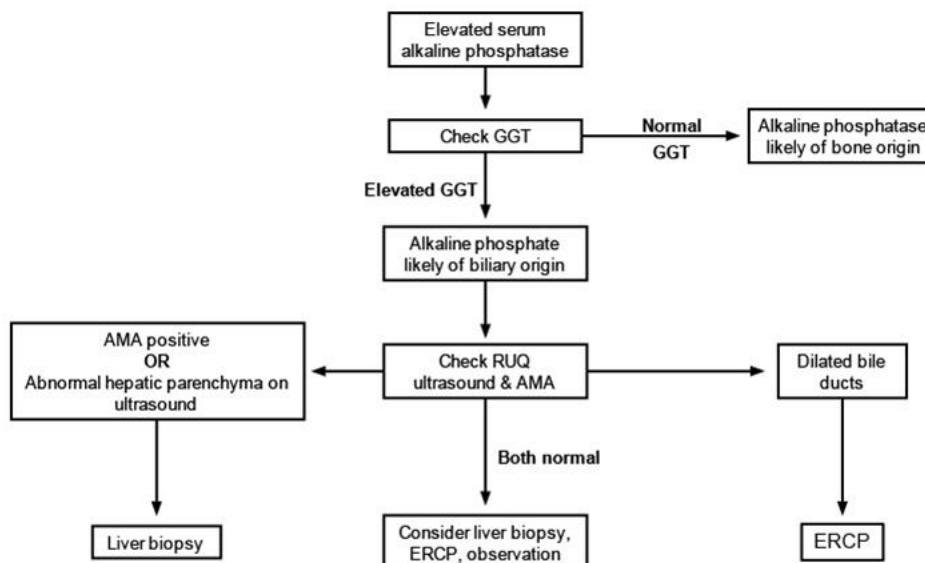 Elevated serum
alkaline phosphatase
Check GGT
Normal
GGT
Alkaline phosphatase
likely of bone origin
Elevated GGT
Alkaline phosphate
likely of biliary origin
AMA positive
OR
Abnormal hepatic parenchyma on
ultrasound
Check RUQ
ultrasound & AMA
Dilated bile
ducts
Both normal
Liver biopsy
Consider liver biopsy,
ERCP, observation
ERCP